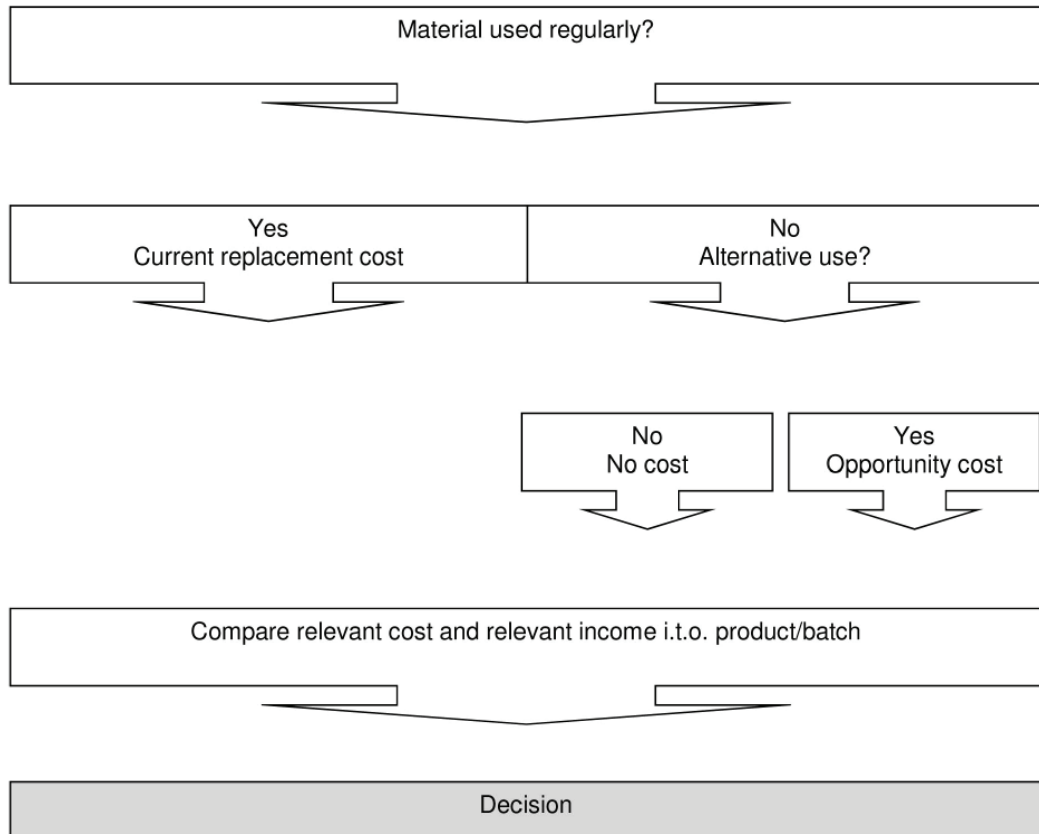 Material used regularly?
Yes
Current replacement cost
No
Alternative use?
No
No cost
Yes
Opportunity cost
Compare relevant cost and relevant income i.t.o. product/batch
Decision